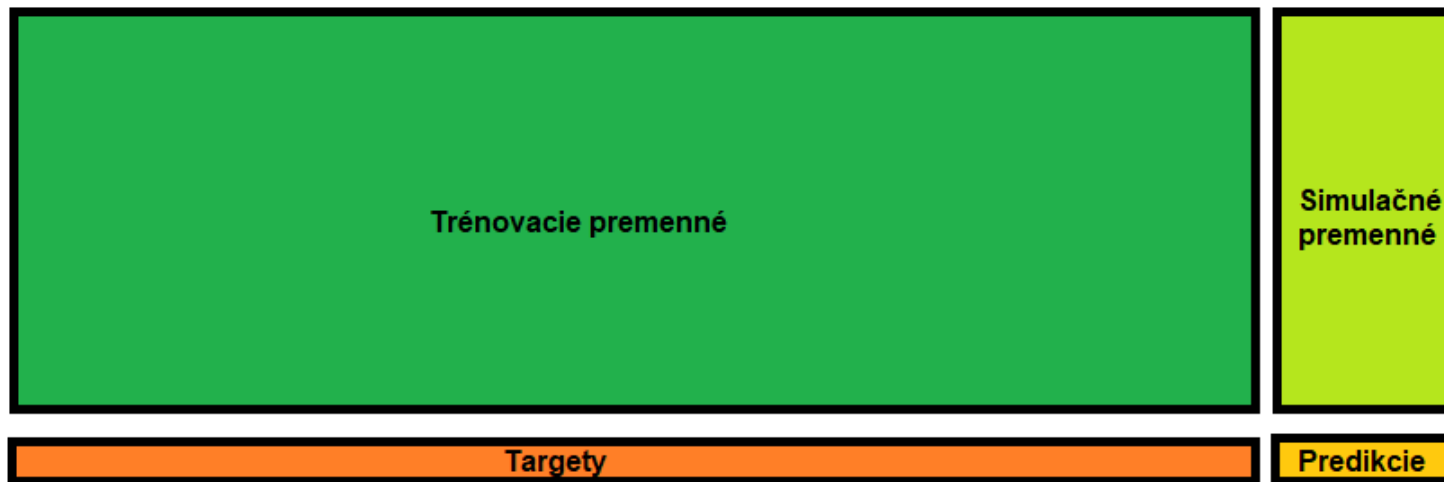 Trénovacie premenné
Simulačné
premenné
Targety
Predikcie